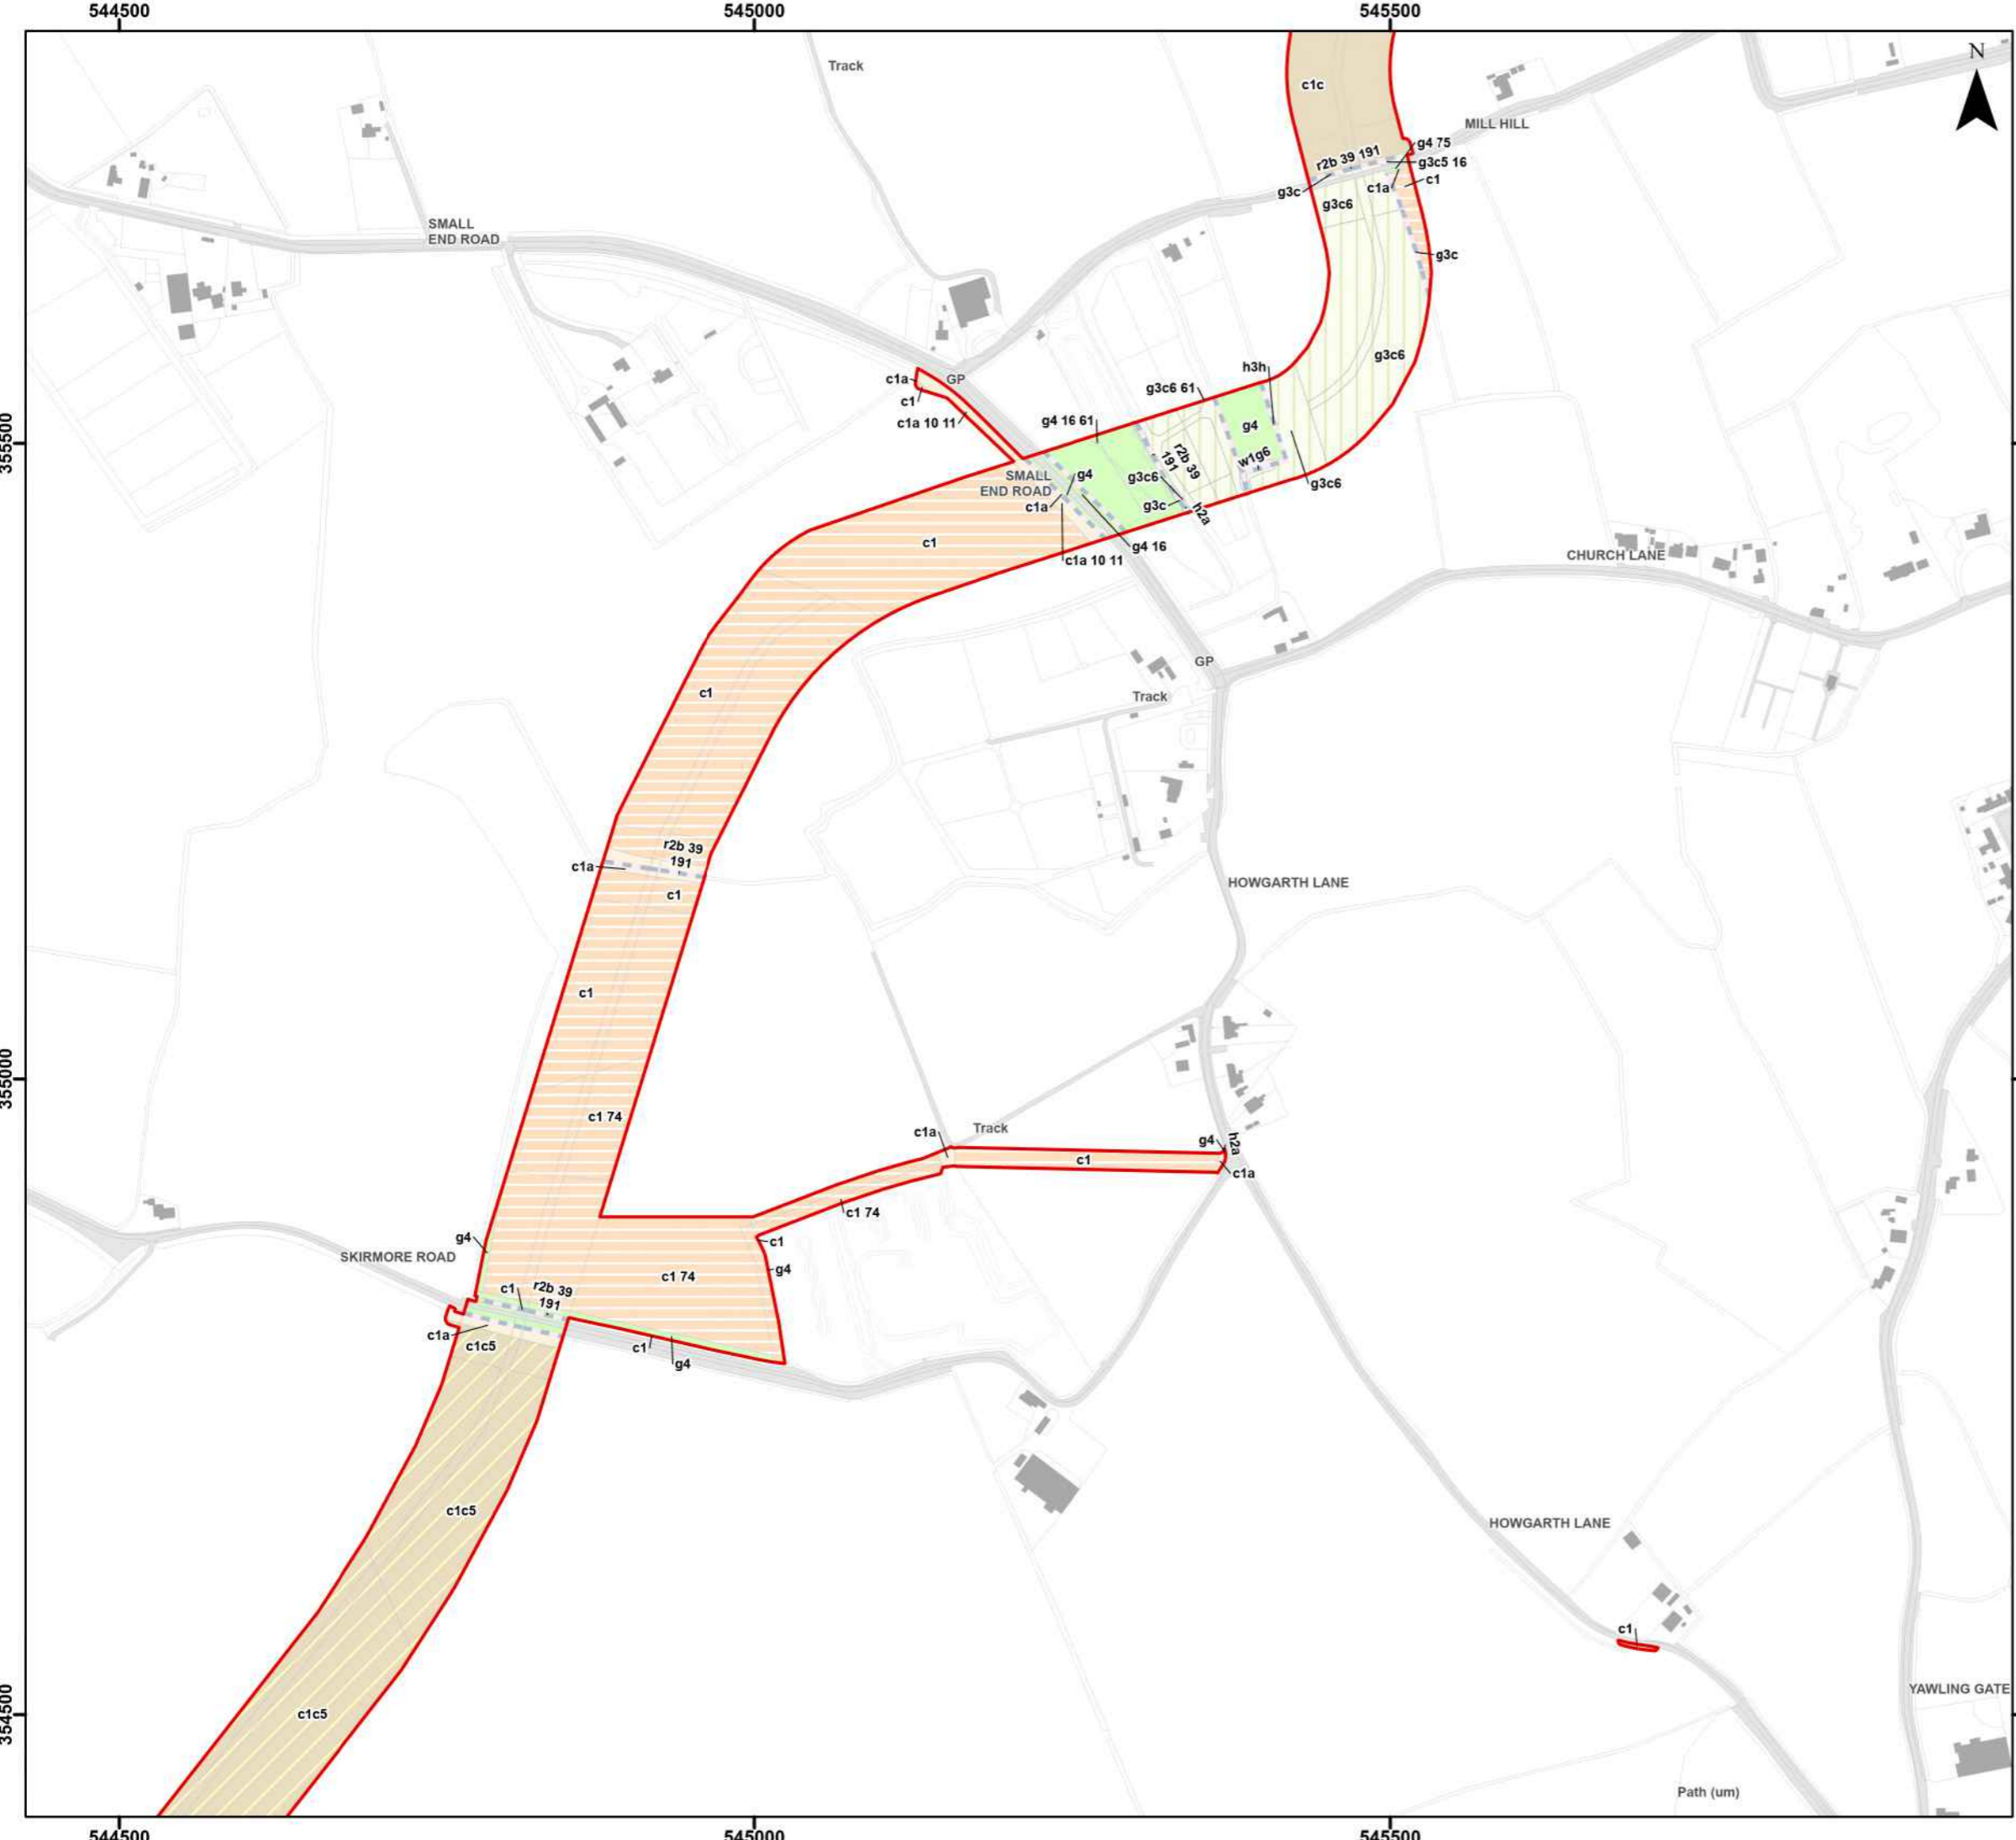 544500
545000
545500
N
Track
c1c
MILL HILL
g4 75
r2b 39 191
g3c5 16
c1
g3c
c1a
g3c6
SMALL
END ROAD
g3c
g3c6
h3h
c1a
GP
g3c6 61
c1
c1a 10 11
g4 16 61
g4
355500
r2b 39
191
w1g6
SMALL
END ROAD
g4
g3c6
g3c6
c1a
g3c
h2a
c1
g4 16
c1a 10 11
CHURCH LANE
GP
c1
Track
r2b 39
191
c1a
HOWGARTH LANE
c1
c1
355000
c1 74
c1a
Track
g4
h2a
c1
c1a
c1 74
g4
c1
SKIRMORE ROAD
g4
c1 74
c1
r2b 39
191
c1a
c1c5
c1
g4
c1c5
HOWGARTH LANE
c1
YAWLING GATE
354500
c1c5
Path (um)
544500
545000
545500